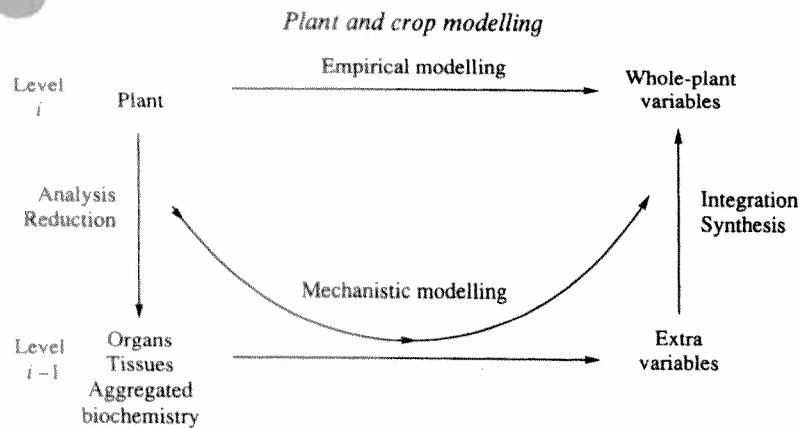 Plant and crop modelling
Empirical modelling
Level
i
Plant
Whole-plant
variables
Analysis
Reduction
Integration
Synthesis
Mechanistic modelling
Level
i–1
Organs
Tissues
Aggregated
biochemistry
Extra
variables